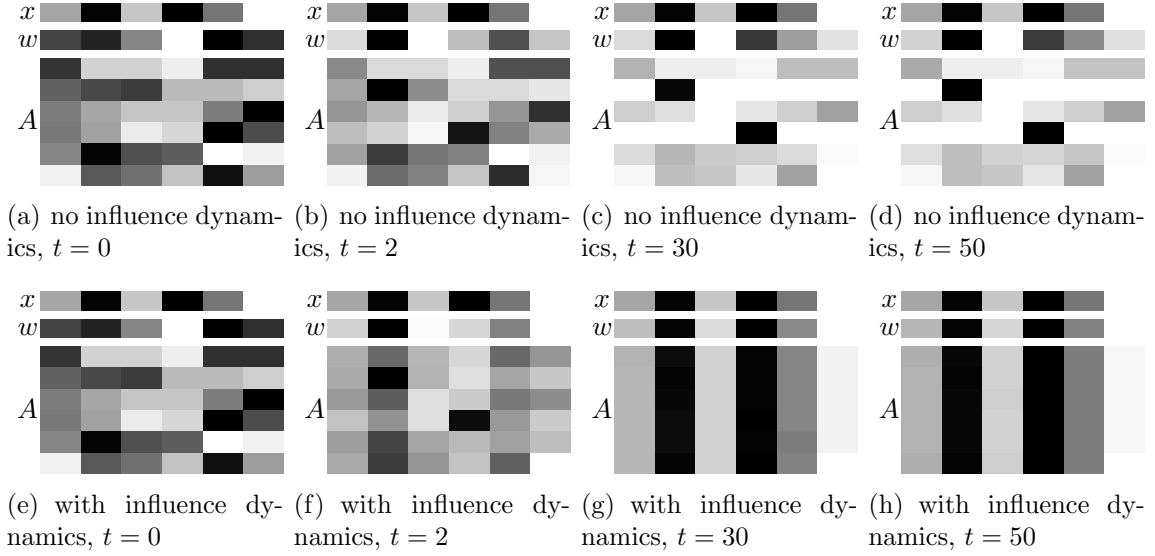 x x x x
w w w w
A A A A
(a) no influence dynam-
ics, t = 0
(b) no influence dynam-
ics, t = 2
(c) no influence dynam-
ics, t = 30
(d) no influence dynam-
ics, t = 50
x x x x
w w w w
A A A A
(e) with influence dy-
namics, t = 0
(f) with influence dy-
namics, t = 2
(g) with influence dy-
namics, t = 30
(h) with influence dy-
namics, t = 50